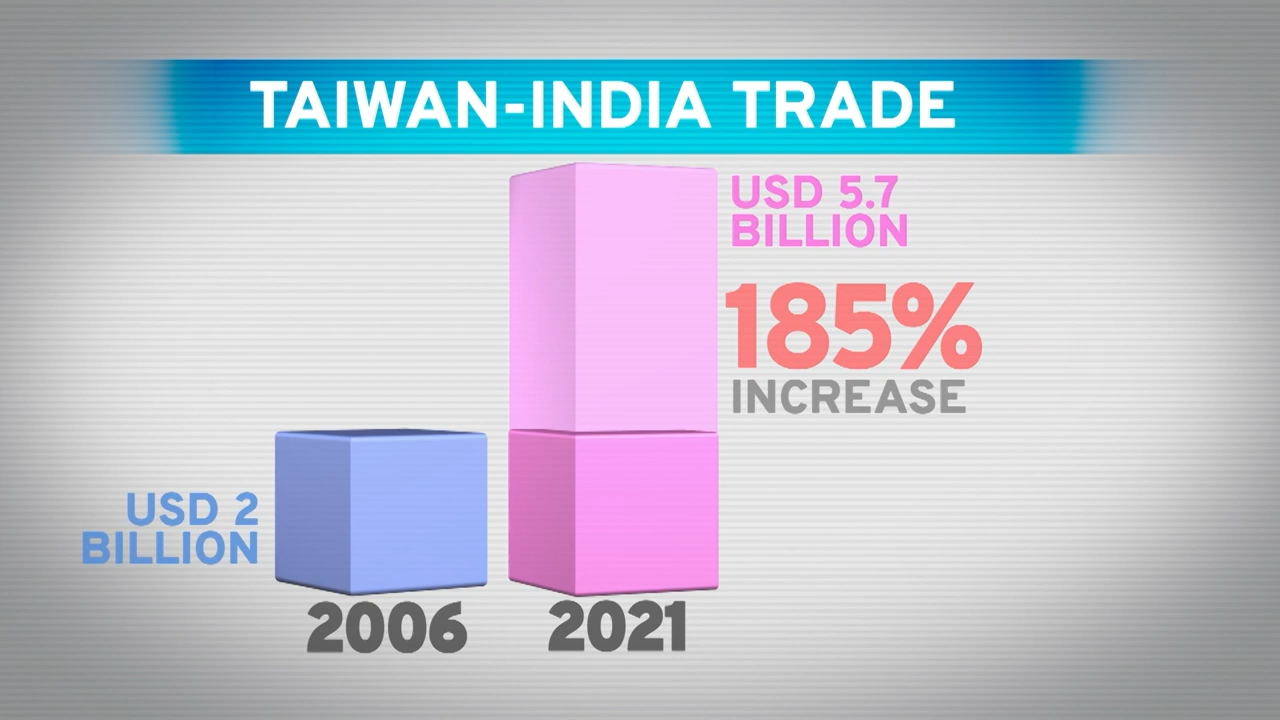 TAIWAN-INDIA TRADE
USD 5.7
BILLION
185%
INCREASE
USD 2
BILLION
2006
2021